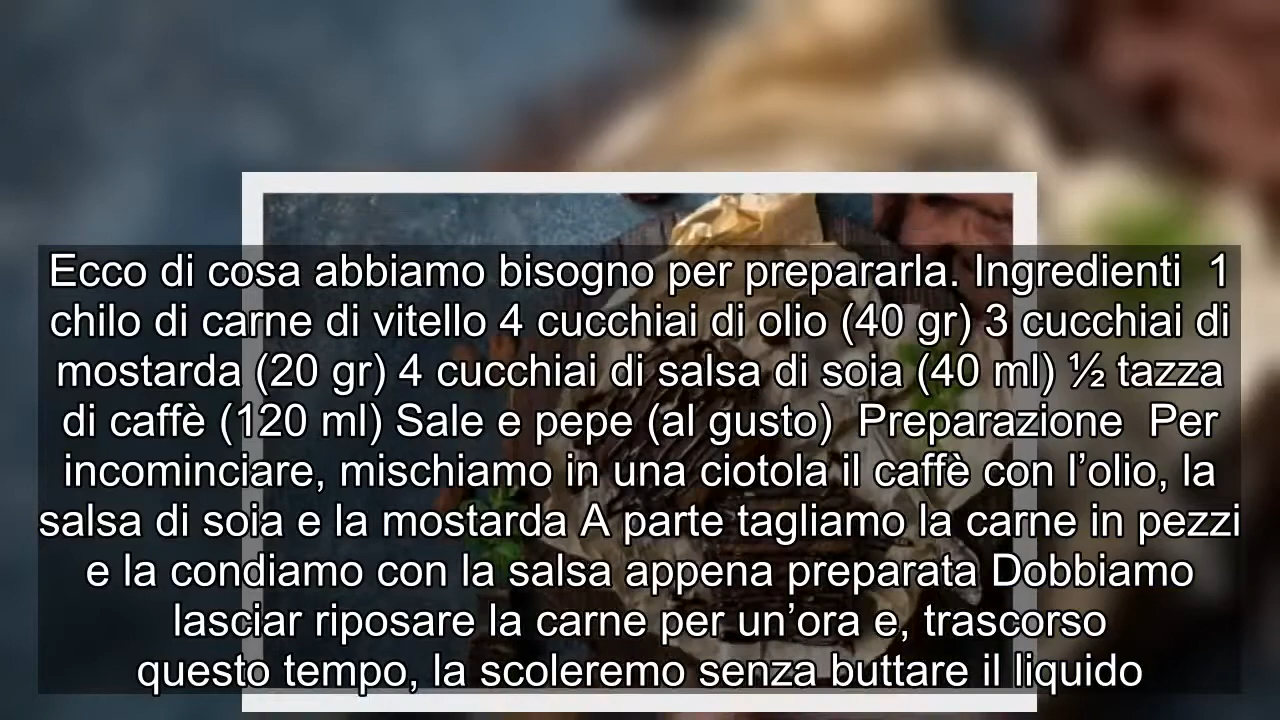 Ecco di cosa abbiamo bisogno per prepararla. Ingredienti  1
chilo di carne di vitello 4 cucchiai di olio (40 gr) 3 cucchiai di
mostarda (20 gr) 4 cucchiai di salsa di soia (40 ml) ½ tazza
di caffè (120 ml) Sale e pepe (al gusto)  Preparazione  Per
incominciare, mischiamo in una ciotola il caffè con l’olio, la
salsa di soia e la mostarda A parte tagliamo la carne in pezzi
e la condiamo con la salsa appena preparata Dobbiamo
lasciar riposare la carne per un’ora e, trascorso
questo tempo, la scoleremo senza buttare il liquido